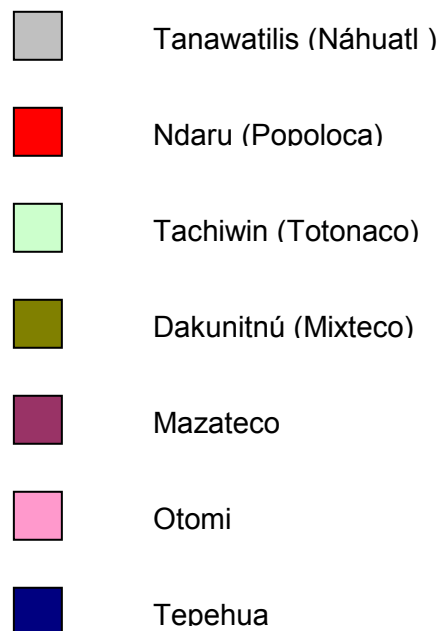 Tanawatilis (Náhuatl )
Ndaru (Popoloca)
Tachiwin (Totonaco)
Dakunitnú (Mixteco)
Mazateco
Otomi
Tepehua